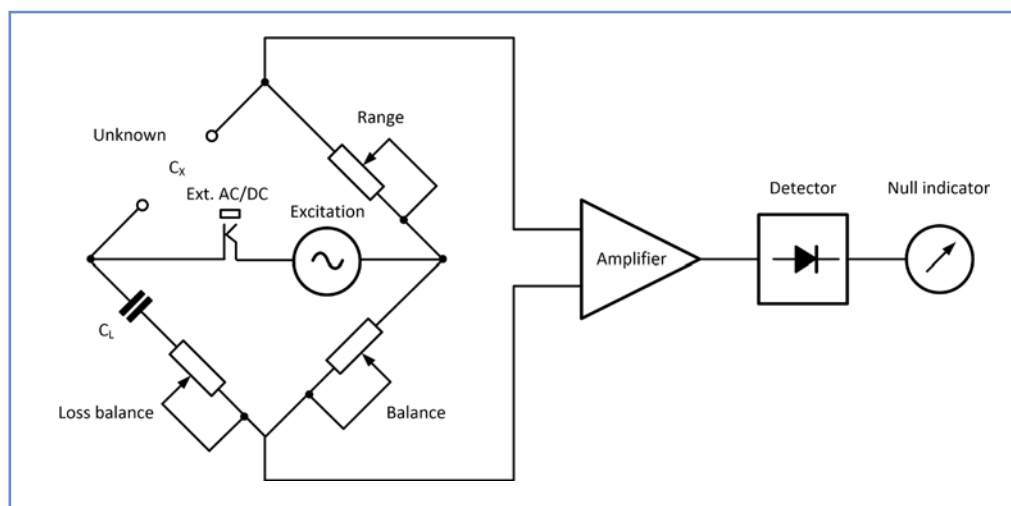 Range
Unknown
Cx
Ext. AC/DC
Excitation
Detector
Null indicator
Amplifier
CL
Loss balance
Balance